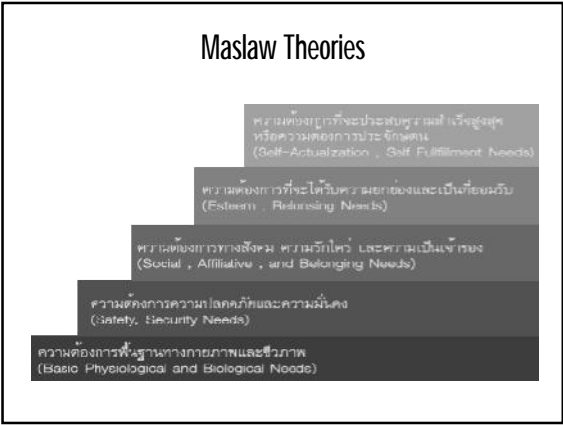 Maslaw Theories
ความต้องการที่จะประสบความสำเร็จสูงสุด
หรือความต้องการประจักษ์ตน
(Self-Actualzation , Self Fullfillment Needs)
ความต้องการที่จะได้รับความยกย่องและเป็นที่ยอมรับ
(Esteem , Needs)
ความต้องการทางสังคม ความรักใคร่ และความเป็นเจ้าของ
(Social , Affiliative , and Belonging Needs)
ความต้องการความปลอดภัยและความมั่นคง
(Safety, Security Needs)
ความต้องการพื้นฐานทางกายภาพและชีวภาพ
(Basic Physiological and Biological Needs)